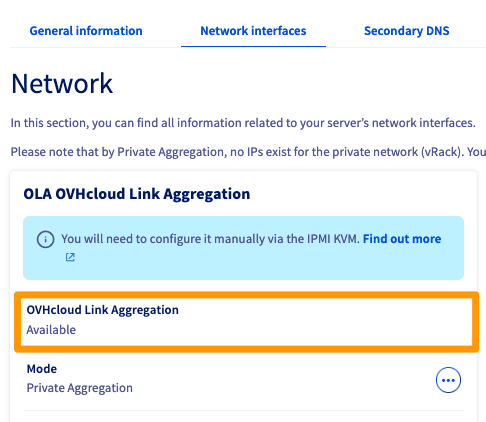 General information
Network interfaces
Secondary DNS
Network
In this section, you can find all information related to your server's network interfaces.
Please note that by Private Aggregation, no IPs exist for the private network (vRack). You
OLA OVHcloud Link Aggregation
You will need to configure it manually via the IPMI KVM. Find out more
OVHcloud Link Aggregation
Available
Mode
Private Aggregation